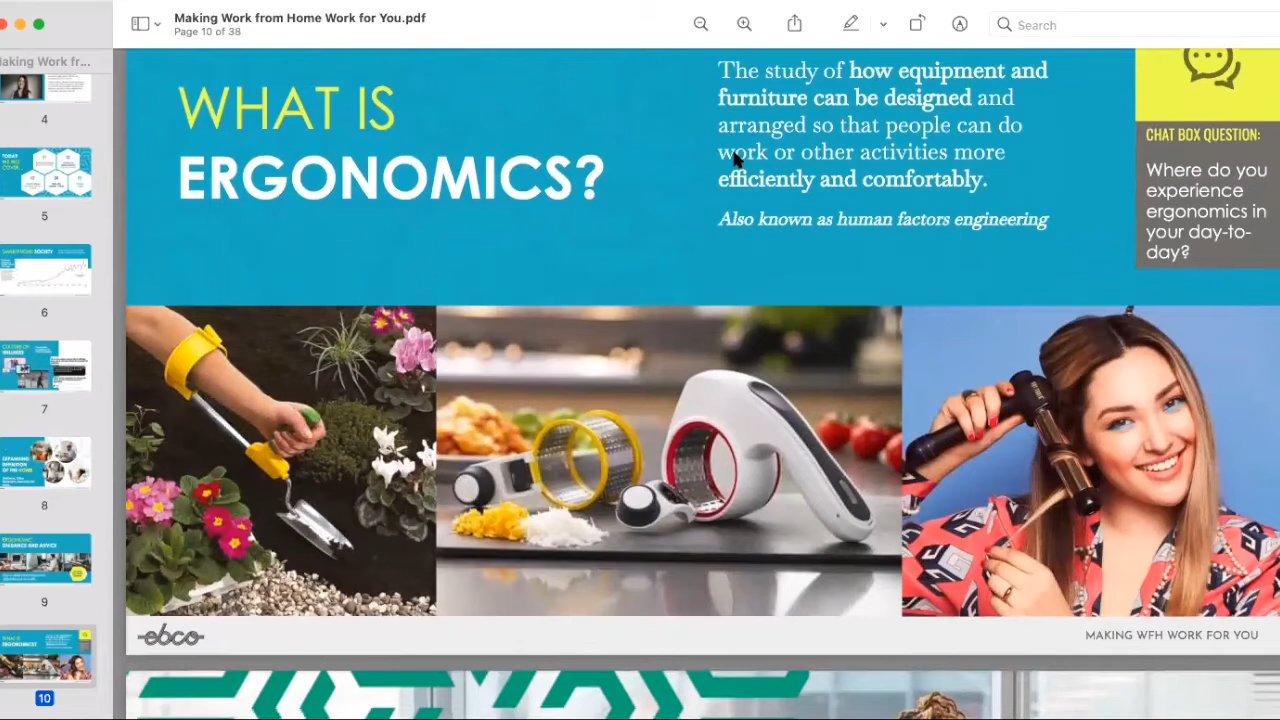 Making Work from Home Work for You.pdf
Page 10 of 38
Search
aking Work fr...
4
5
6
7
8
9
10
WHAT IS
ERGONOMICS?
The study of how equipment and
furniture can be designed and
arranged so that people can do
work or other activities more
efficiently and comfortably.
Also known as human factors engineering
CHAT BOX QUESTION:
Where do you
experience
ergonomics in
your day-to-
day?
ebco
MAKING WFH WORK FOR YOU